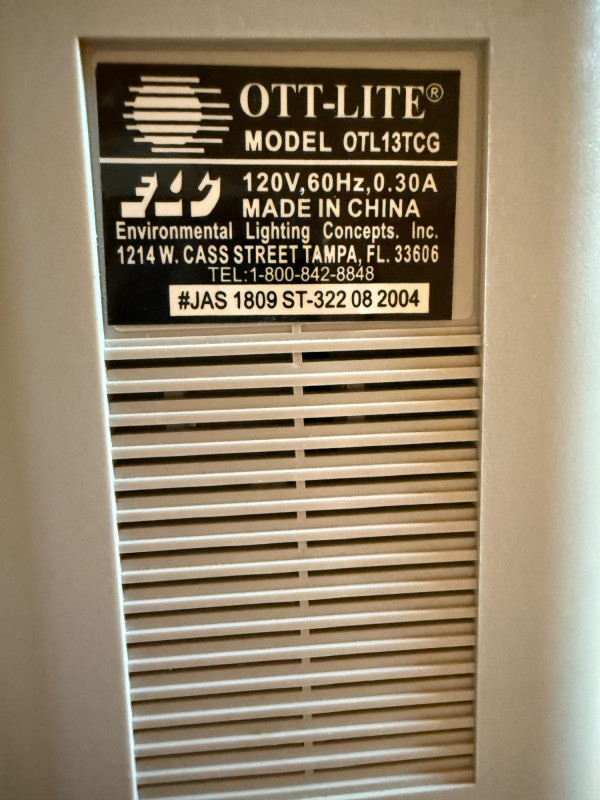 OTT-LITE®
MODEL OTL13TCG
120V,60Hz,0.30A
MADE IN CHINA
Environmental Lighting Concepts. Inc.
1214 W. CASS STREET TAMPA, FL. 33606
TEL:1-800-842-8848
#JAS 1809 ST-322 08 2004